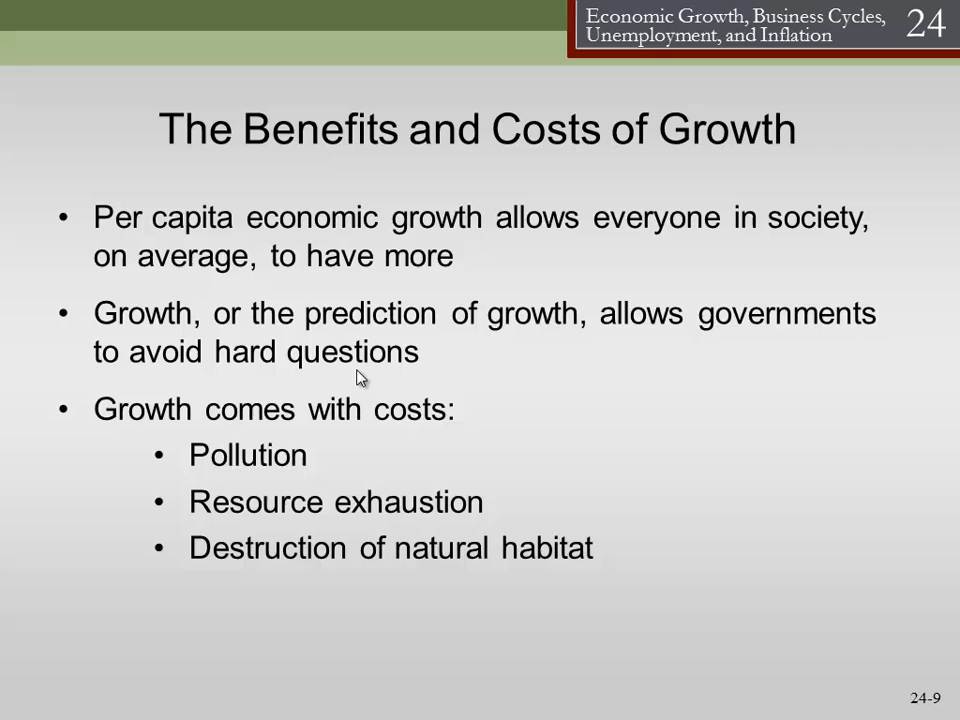 Economic Growth, Business Cycles,
Unemployment, and Inflation
24
The Benefits and Costs of Growth
• Per capita economic growth allows everyone in society,
on average, to have more
• Growth, or the prediction of growth, allows governments
to avoid hard questions
• Growth comes with costs:
• Pollution
• Resource exhaustion
• Destruction of natural habitat
24-9